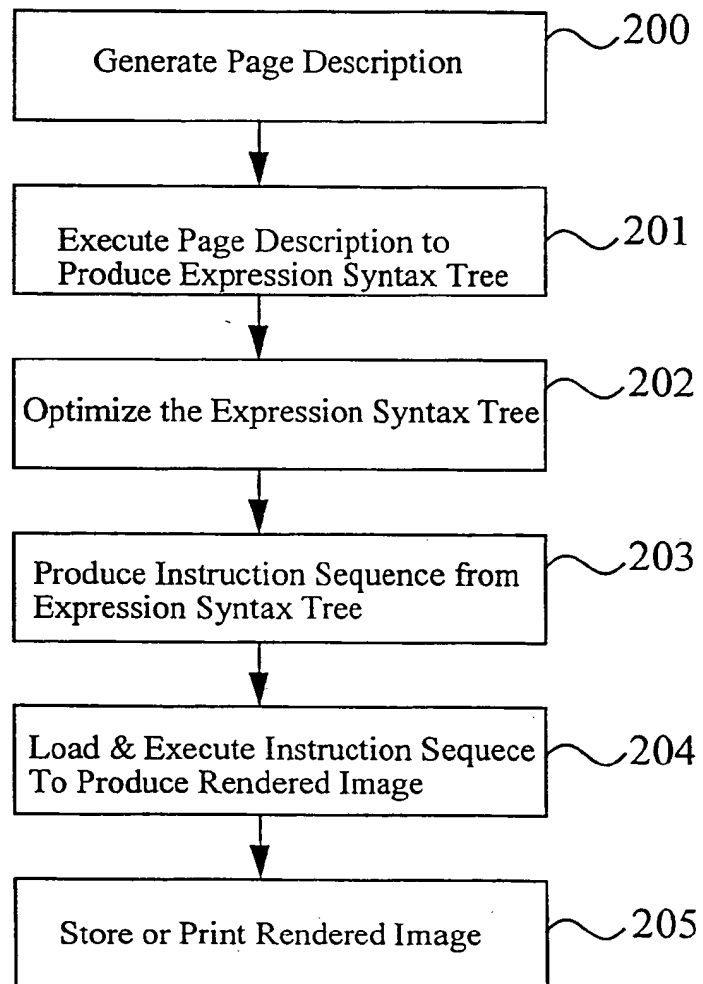 Generate Page Description
200
Execute Page Description to
Produce Expression Syntax Tree
201
Optimize the Expression Syntax Tree
202
Produce Instruction Sequence from
Expression Syntax Tree
203
Load & Execute Instruction Sequece
To Produce Rendered Image
204
Store or Print Rendered Image
205